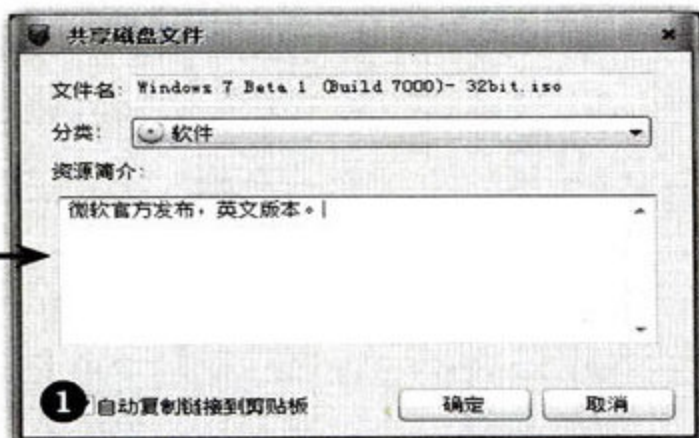 共享磁盘文件
文件名: Windows 7 Beta 1 (Build 7000)- 32bit.iso
分类: 软件
资源简介:
微软官方发布，英文版本。
1 自动复制链接到剪贴板 确定 取消